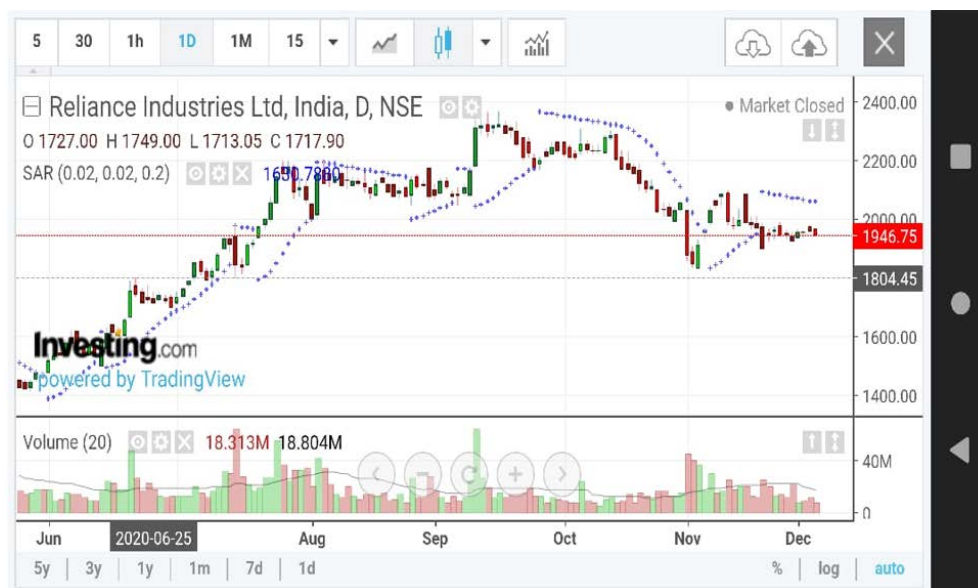 5 30 1h 1D 1M 15
Reliance Industries Ltd, India, D, NSE
Market Closed
O 1727.00 H 1749.00 L 1713.05 C 1717.90
SAR (0.02, 0.02, 0.2)
2400.00
2200.00
2000.00
1946.75
1804.45
1600.00
1400.00
Investing.com
powered by TradingView
Volume (20) 18.313M 18.804M
40M
0
Jun 2020-06-25 Aug Sep Oct Nov Dec
5y 3y 1y 1m 7d 1d % log auto